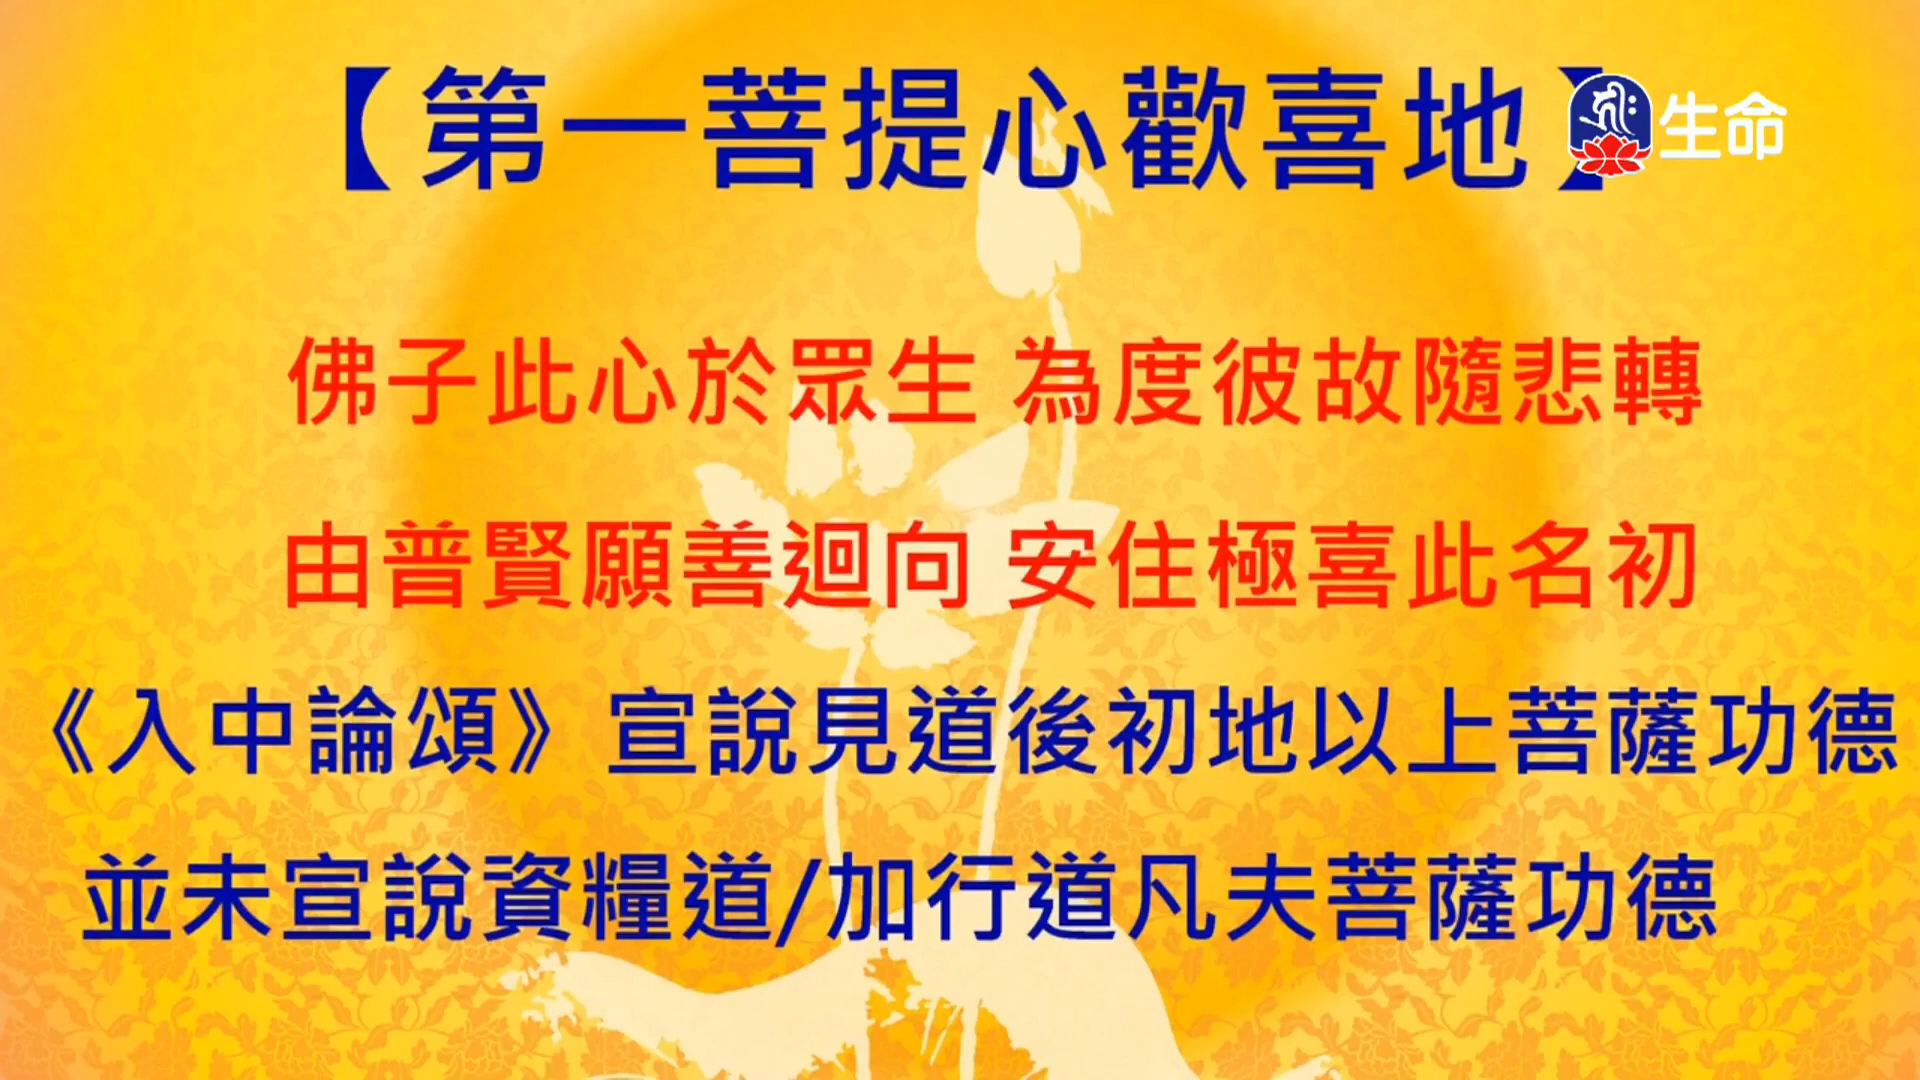 【第一菩提心歡喜地】
生命
佛子此心於眾生 為度彼故隨悲轉
由普賢願善迴向 安住極喜此名初
《入中論頌》宣說見道後初地以上菩薩功德
並未宣說資糧道/加行道凡夫菩薩功德